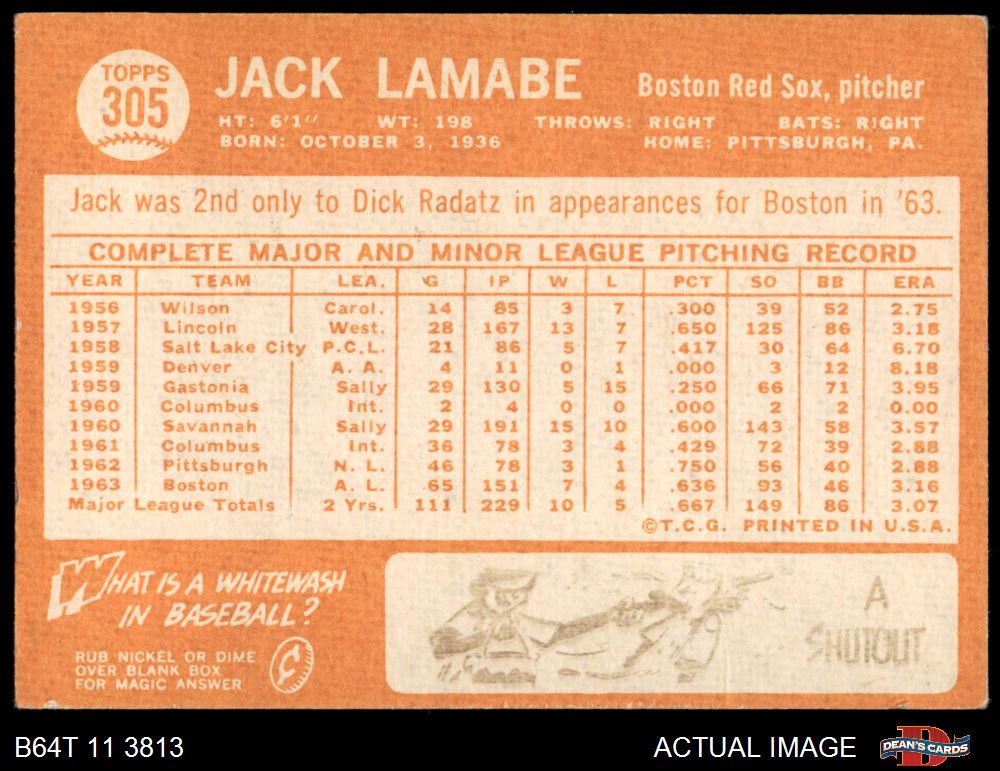 TOPPS
305
JACK LAMABE
Boston Red Sox, pitcher
HT: 6'1" WT: 198 THROWS: RIGHT BATS: RIGHT
BORN: OCTOBER 3, 1936 HOME: PITTSBURGH, PA.
Jack was 2nd only to Dick Radatz in appearances for Boston in '63.
COMPLETE MAJOR AND MINOR LEAGUE PITCHING RECORD
YEAR TEAM LEA. G IP W L PCT SO BB ERA
1956 Wilson Carol. 14 85 3 7 .300 39 52 2.75
1957 Lincoln West. 28 167 13 7 .650 125 86 3.18
1958 Salt Lake City P.C.L. 21 86 5 7 .417 30 64 6.70
1959 Denver A. A. 4 11 0 1 .000 3 12 8.18
1959 Gastonia Sally 29 130 5 15 .250 66 71 3.95
1960 Columbus Int. 2 4 0 0 .000 2 2 0.00
1960 Savannah Sally 29 191 15 10 .600 143 58 3.57
1961 Columbus Int. 36 78 3 4 .429 72 39 2.88
1962 Pittsburgh N. L. 46 78 3 1 .750 56 40 2.88
1963 Boston A. L. 65 151 7 4 .636 93 46 3.16
Major League Totals 2 Yrs. 111 229 10 5 .667 149 86 3.07
©T.C.G. PRINTED IN U.S.A.
WHAT IS A WHITEWASH
IN BASEBALL?
RUB NICKEL OR DIME
OVER BLANK BOX
FOR MAGIC ANSWER
A
SHUTOUT
B64T 11 3813
ACTUAL IMAGE
DEAN'S CARDS